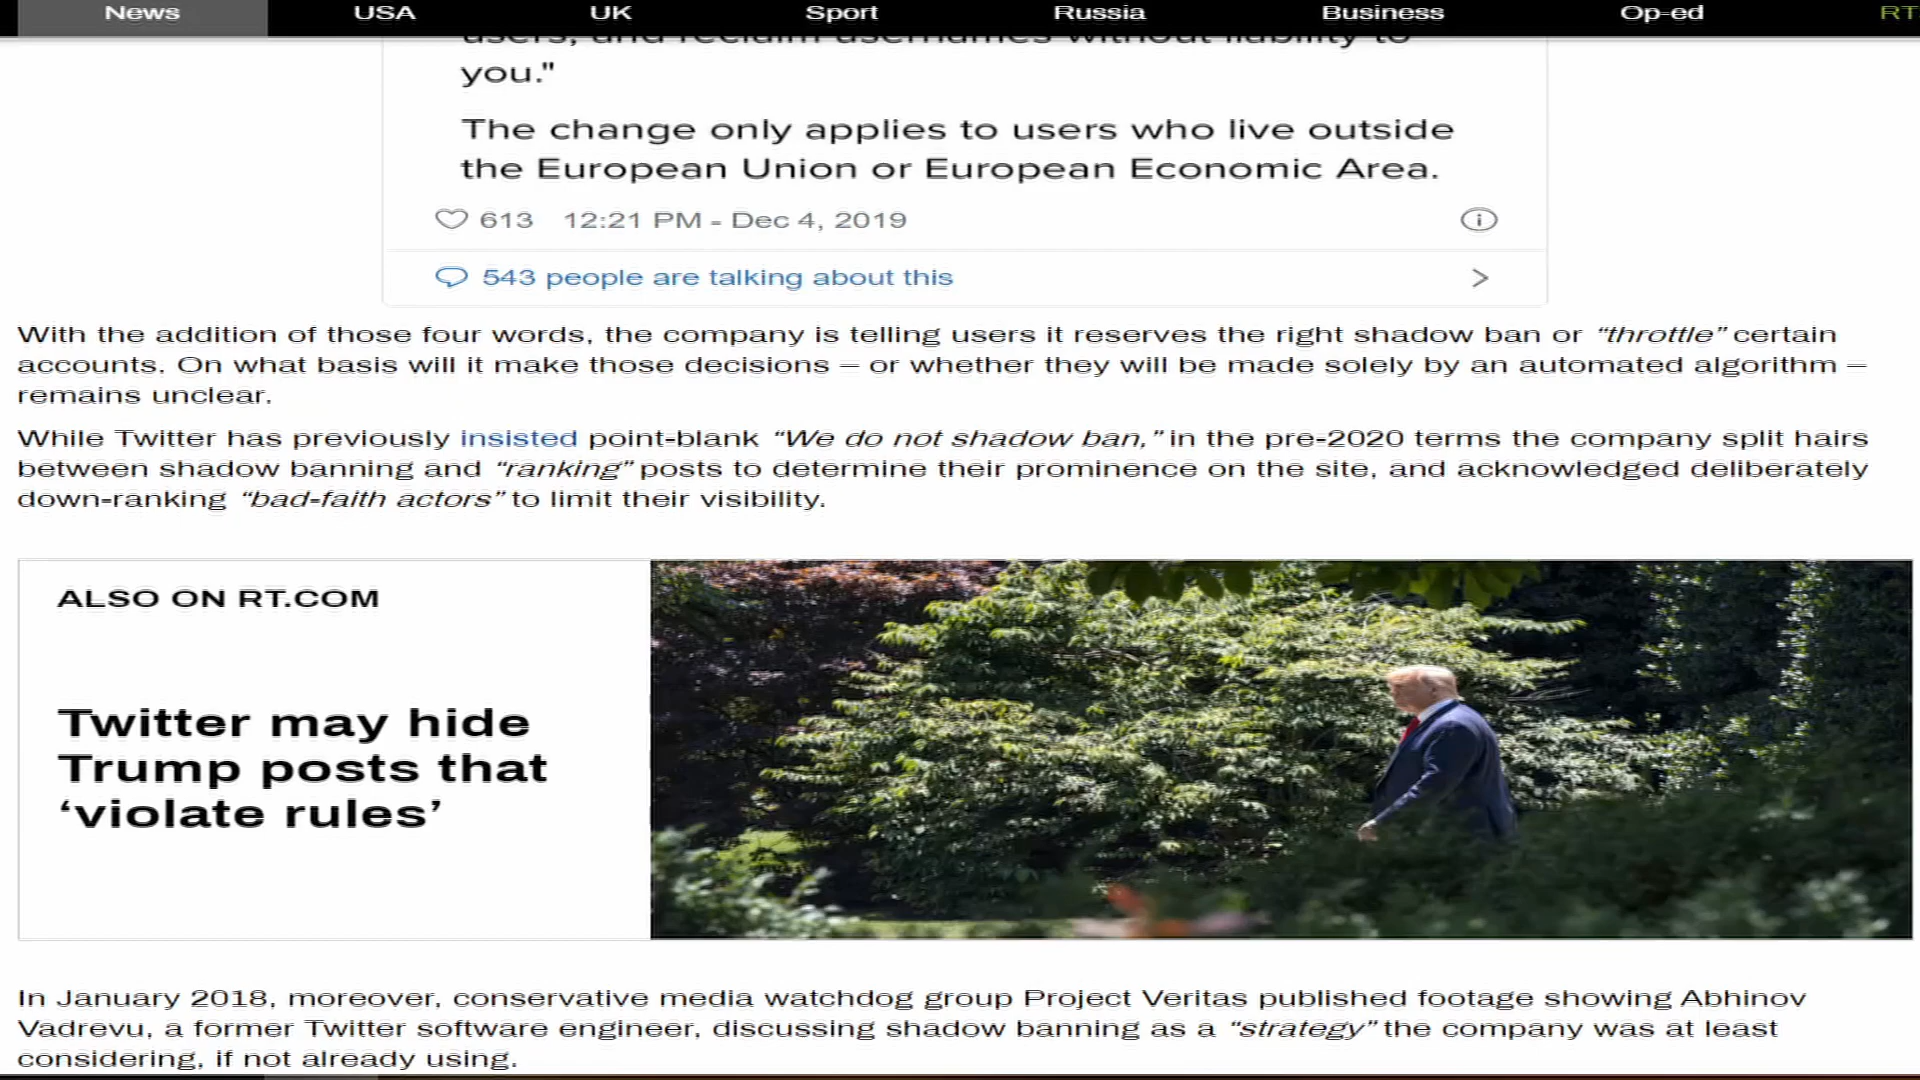 News USA UK Sport Russia Business Op-ed RT
users, and reclaim usernames without liability to
you."
The change only applies to users who live outside
the European Union or European Economic Area.
613 12:21 PM - Dec 4, 2019
543 people are talking about this
With the addition of those four words, the company is telling users it reserves the right shadow ban or “throttle” certain
accounts. On what basis will it make those decisions – or whether they will be made solely by an automated algorithm –
remains unclear.
While Twitter has previously insisted point-blank “We do not shadow ban,” in the pre-2020 terms the company split hairs
between shadow banning and “ranking” posts to determine their prominence on the site, and acknowledged deliberately
down-ranking “bad-faith actors” to limit their visibility.
ALSO ON RT.COM
Twitter may hide
Trump posts that
‘violate rules’
In January 2018, moreover, conservative media watchdog group Project Veritas published footage showing Abhinov
Vadrevu, a former Twitter software engineer, discussing shadow banning as a “strategy” the company was at least
considering, if not already using.